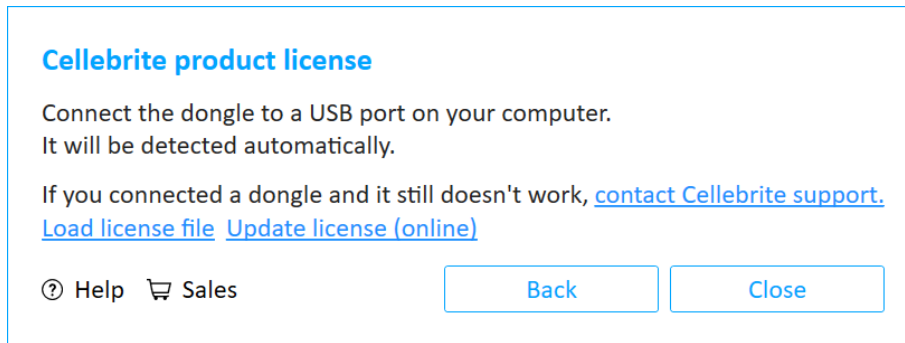 Cellebrite product license
Connect the dongle to a USB port on your computer.
It will be detected automatically.
If you connected a dongle and it still doesn't work, contact Cellebrite support.
Load license file Update license (online)
Help Sales Back Close